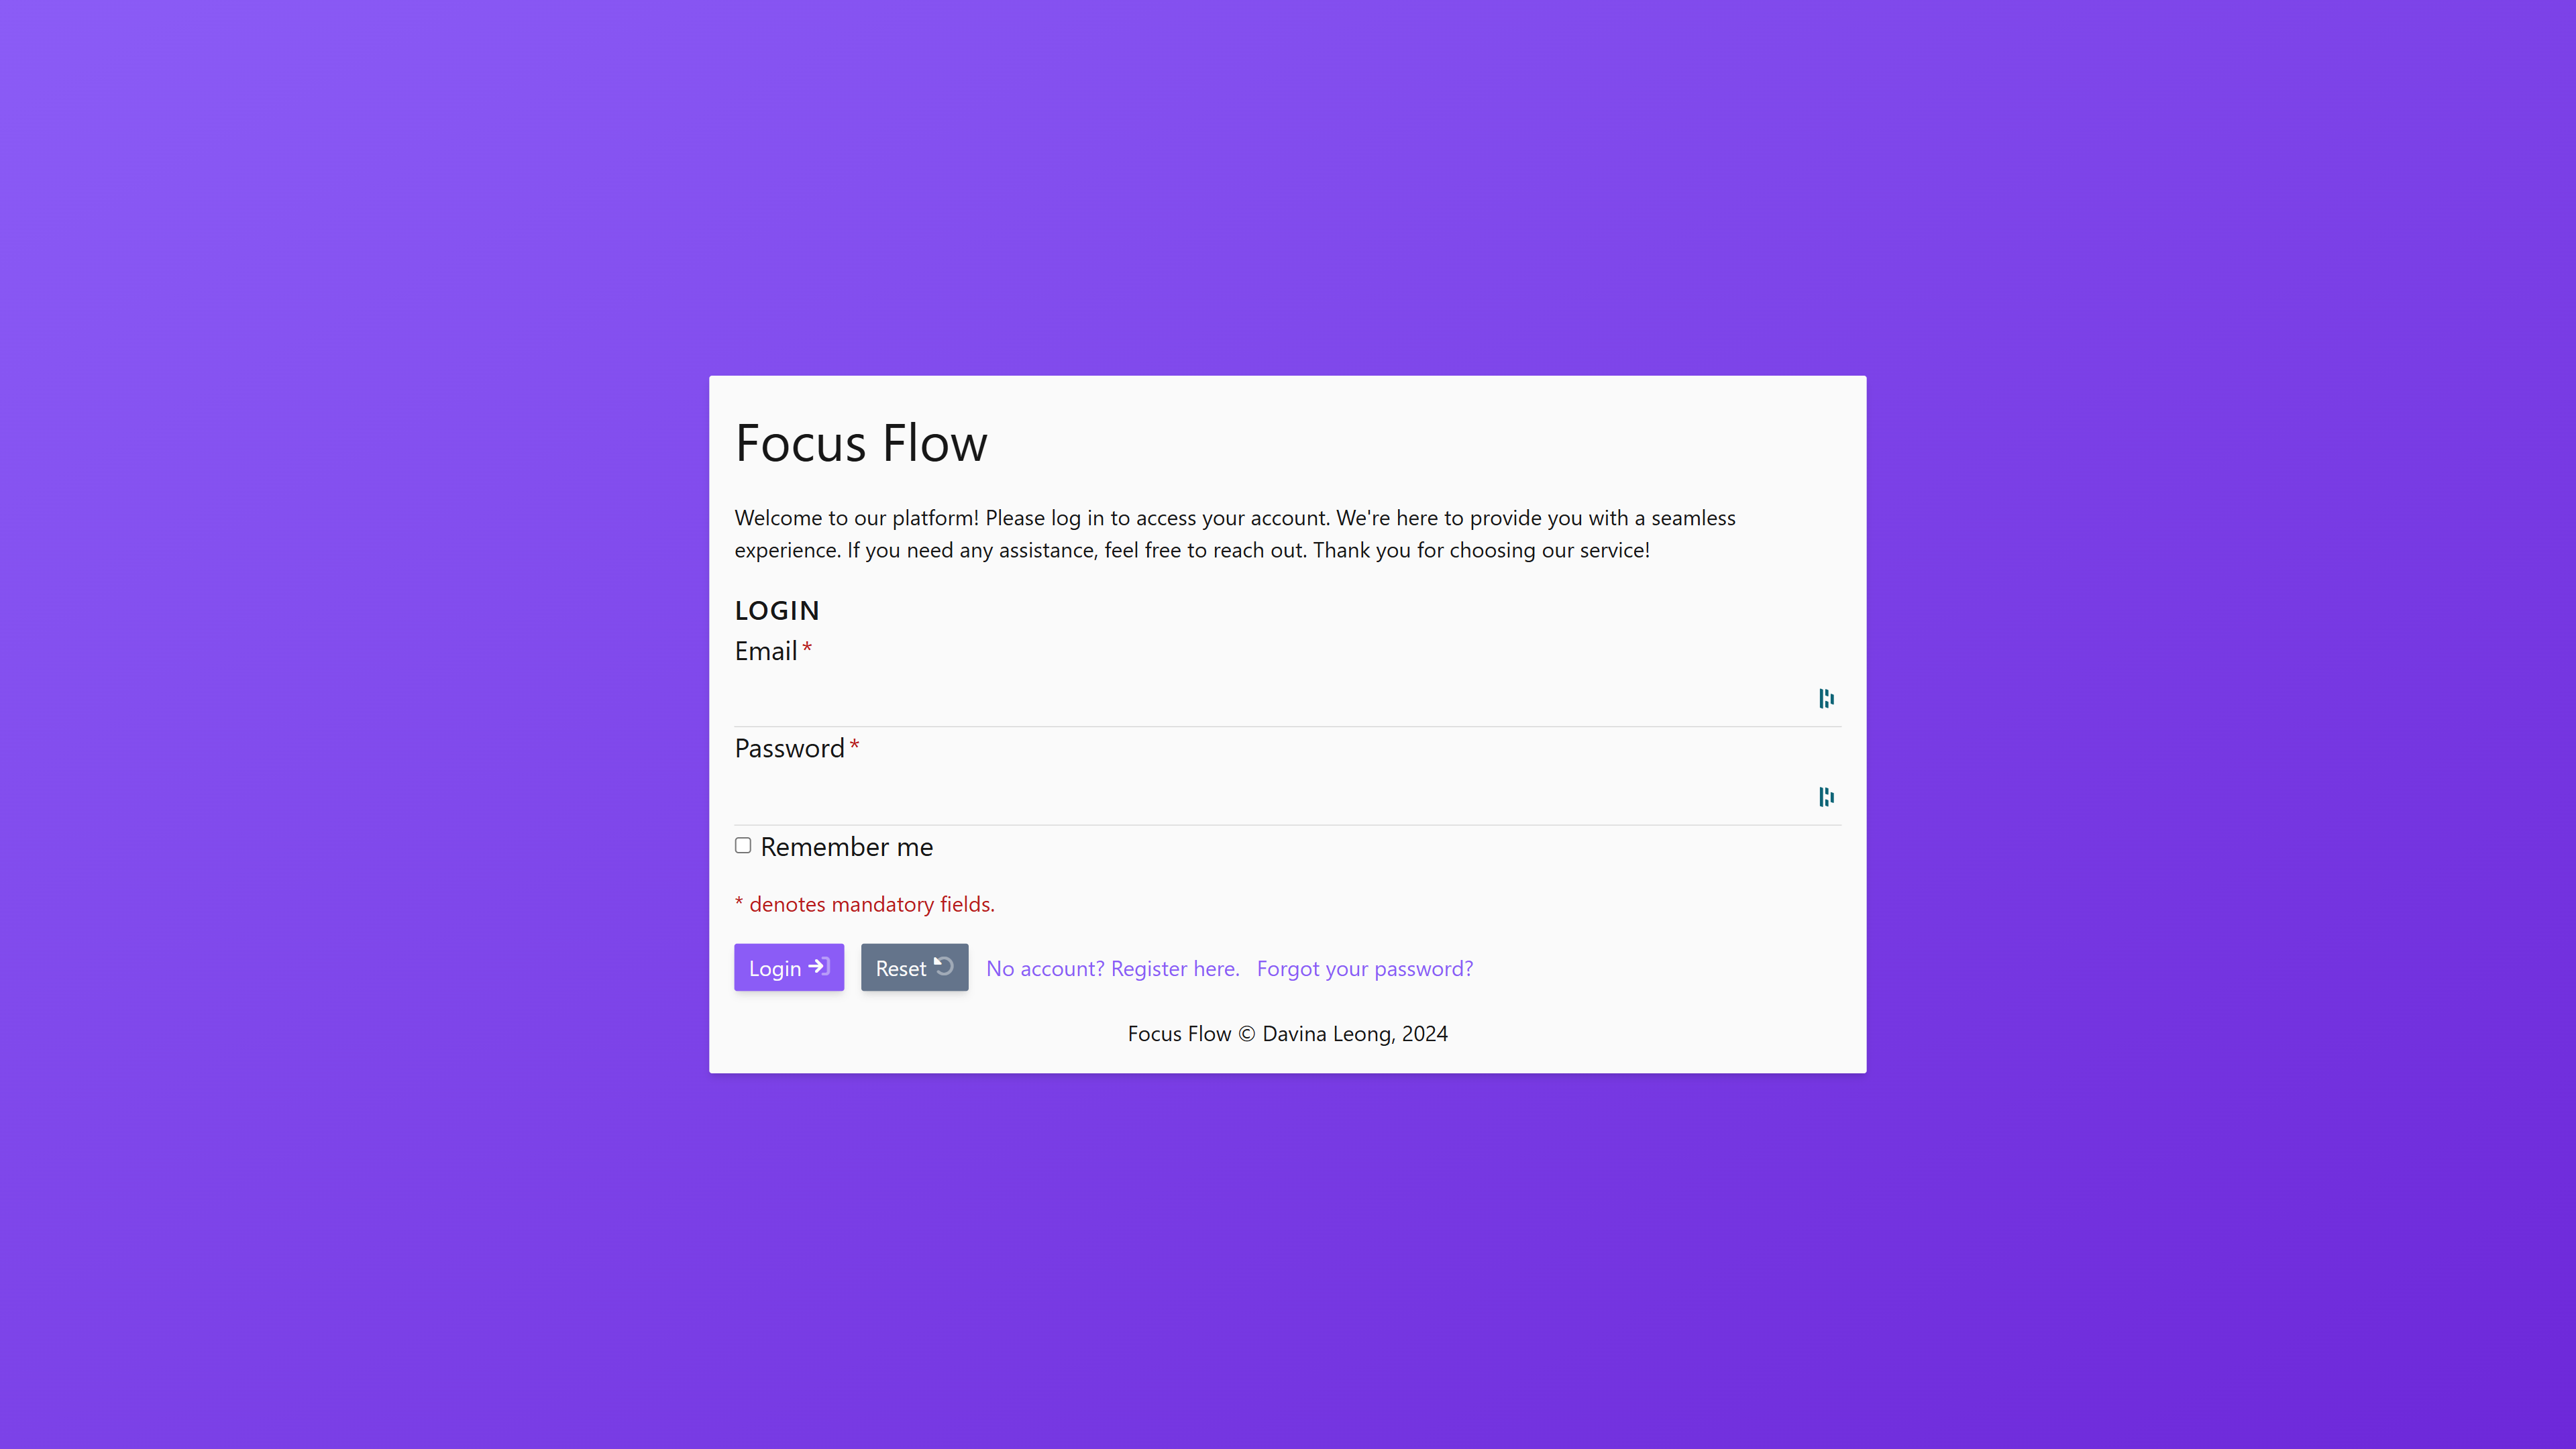 Focus Flow
Welcome to our platform! Please log in to access your account. We're here to provide you with a seamless
experience. If you need any assistance, feel free to reach out. Thank you for choosing our service!
LOGIN
Email *
Password *
Remember me
* denotes mandatory fields.
Login Reset No account? Register here. Forgot your password?
Focus Flow © Davina Leong, 2024